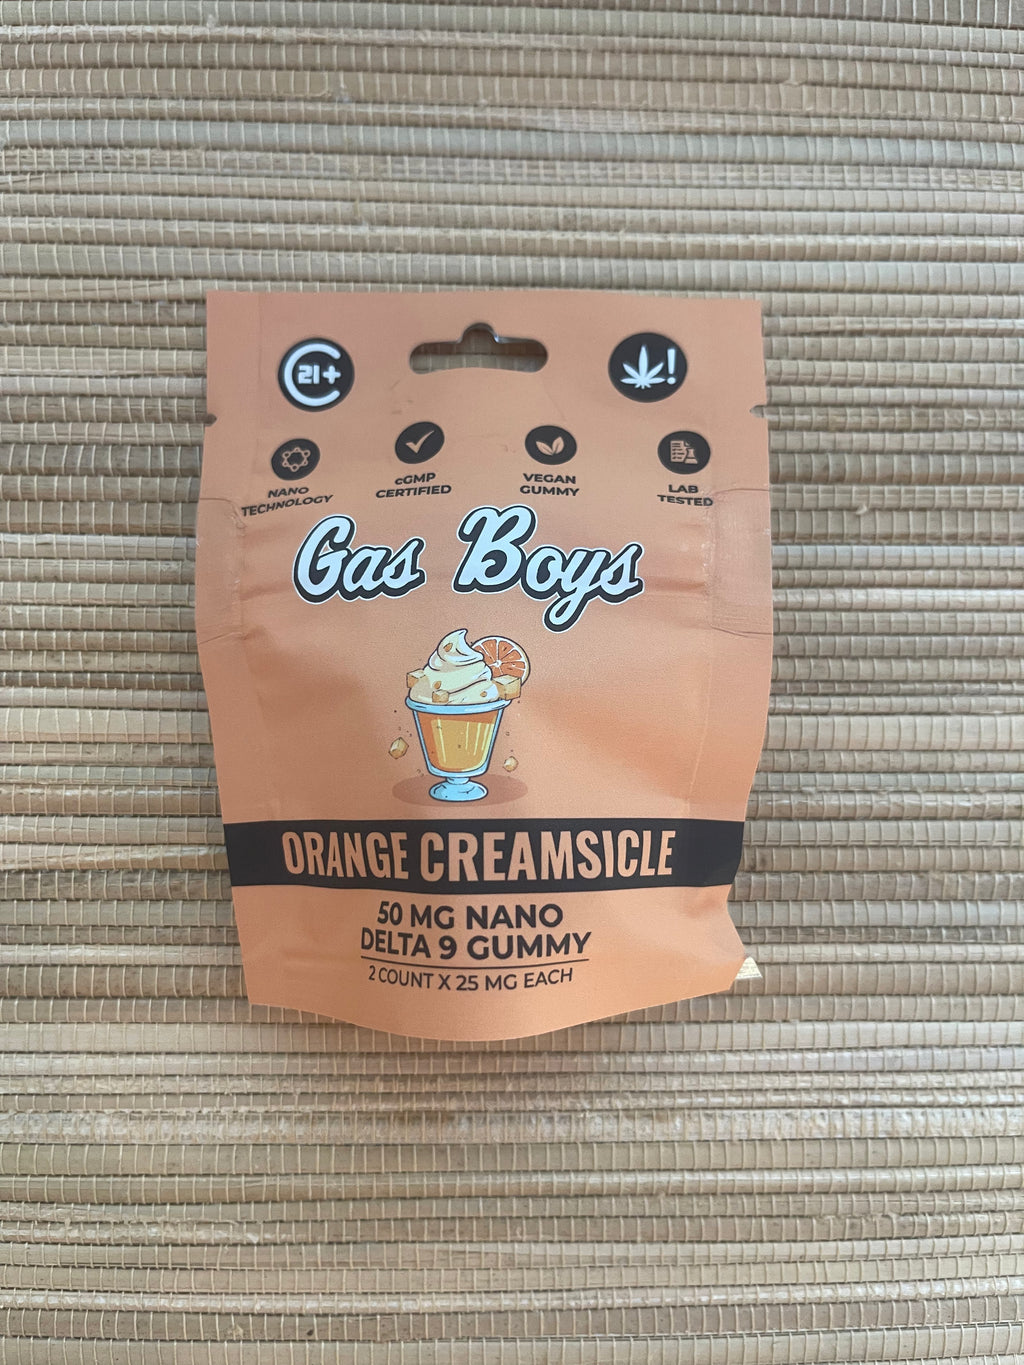 21+
!
NANO
TECHNOLOGY
cGMP
CERTIFIED
VEGAN
GUMMY
LAB
TESTED
Gas Boys
ORANGE CREAMSICLE
50 MG NANO
DELTA 9 GUMMY
2 COUNT X 25 MG EACH